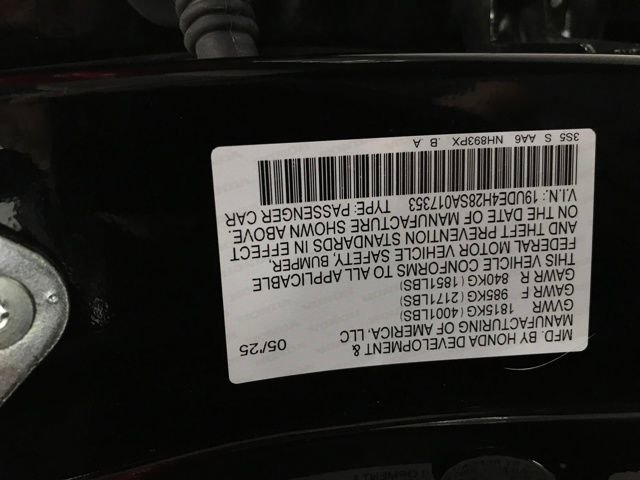 MFD. BY HONDA DEVELOPMENT &
MANUFACTURING OF AMERICA, LLC 05/'25
GVWR 1815KG (4001LBS)
GAWR F 985KG (2171LBS)
GAWR R 840KG (1851LBS)
THIS VEHICLE CONFORMS TO ALL APPLICABLE
FEDERAL MOTOR VEHICLE SAFETY, BUMPER,
AND THEFT PREVENTION STANDARDS IN EFFECT
ON THE DATE OF MANUFACTURE SHOWN ABOVE.
V.I.N.: 19UDE4H28SA017353 TYPE: PASSENGER CAR
3S5 S AA6 NH893PX .B .A